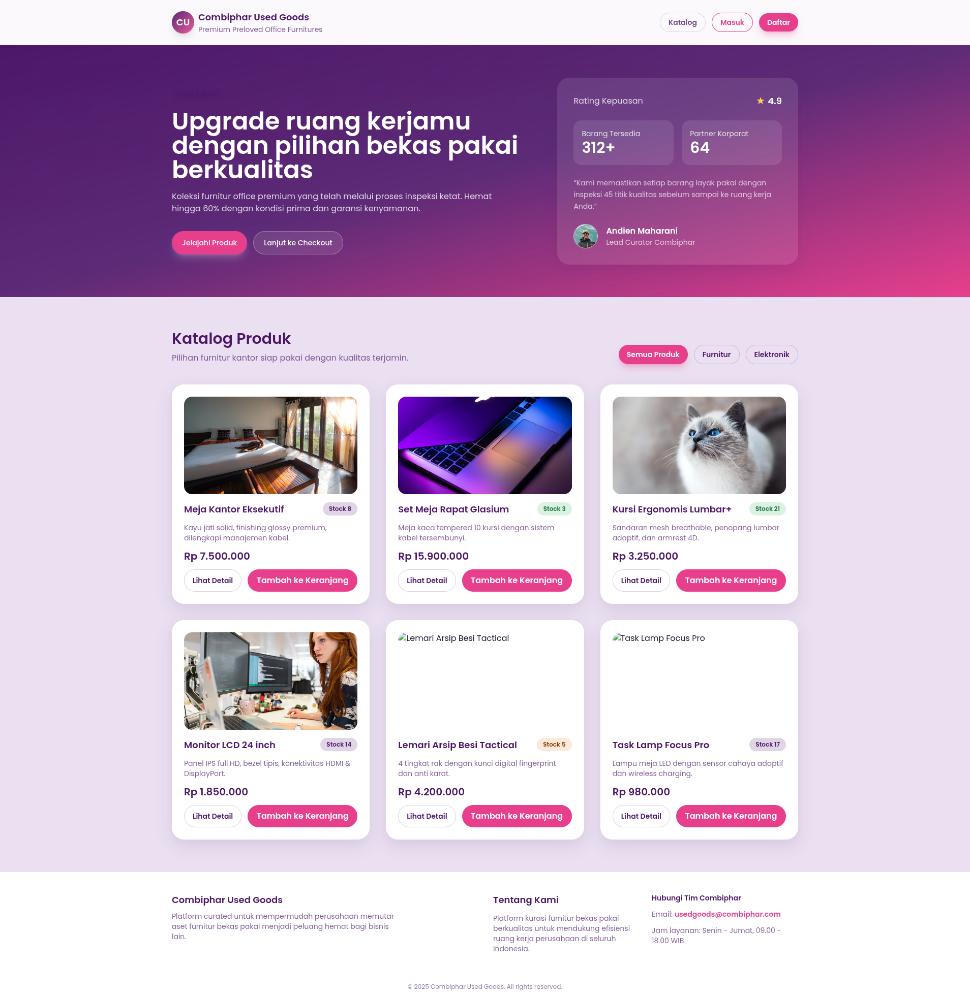 CU
Combiphar Used Goods
Premium Preloved Office Furnitures
Katalog
Masuk
Daftar
EDISI KURASI
Upgrade ruang kerjamu
dengan pilihan bekas pakai
berkualitas
Koleksi furnitur office premium yang telah melalui proses inspeksi ketat. Hemat
hingga 60% dengan kondisi prima dan garansi kenyamanan.
Jelajahi Produk
Lanjut ke Checkout
Rating Kepuasan
★ 4.9
Barang Tersedia
312+
Partner Korporat
64
“Kami memastikan setiap barang layak pakai dengan
inspeksi 45 titik kualitas sebelum sampai ke ruang kerja
Anda.”
Andien Maharani
Lead Curator Combiphar
Katalog Produk
Pilihan furnitur kantor siap pakai dengan kualitas terjamin.
Semua Produk
Furnitur
Elektronik
Meja Kantor Eksekutif
Stock 8
Kayu jati solid, finishing glossy premium,
dilengkapi manajemen kabel.
Rp 7.500.000
Lihat Detail
Tambah ke Keranjang
Set Meja Rapat Glasium
Stock 3
Meja kaca tempered 10 kursi dengan sistem
kabel tersembunyi.
Rp 15.900.000
Lihat Detail
Tambah ke Keranjang
Kursi Ergonomis Lumbar+
Stock 21
Sandaran mesh breathable, penopang lumbar
adaptif, dan armrest 4D.
Rp 3.250.000
Lihat Detail
Tambah ke Keranjang
Monitor LCD 24 inch
Stock 14
Panel IPS full HD, bezel tipis, konektivitas HDMI &
DisplayPort.
Rp 1.850.000
Lihat Detail
Tambah ke Keranjang
Lemari Arsip Besi Tactical
Lemari Arsip Besi Tactical
Stock 5
4 tingkat rak dengan kunci digital fingerprint
dan anti karat.
Rp 4.200.000
Lihat Detail
Tambah ke Keranjang
Task Lamp Focus Pro
Task Lamp Focus Pro
Stock 17
Lampu meja LED dengan sensor cahaya adaptif
dan wireless charging.
Rp 980.000
Lihat Detail
Tambah ke Keranjang
Combiphar Used Goods
Platform curated untuk mempermudah perusahaan memutar
aset furnitur bekas pakai menjadi peluang hemat bagi bisnis
lain.
Tentang Kami
Platform kurasi furnitur bekas pakai
berkualitas untuk mendukung efisiensi
ruang kerja perusahaan di seluruh
Indonesia.
Hubungi Tim Combiphar
Email: usedgoods@combiphar.com
Jam layanan: Senin - Jumat, 09.00 -
18.00 WIB
© 2025 Combiphar Used Goods. All rights reserved.